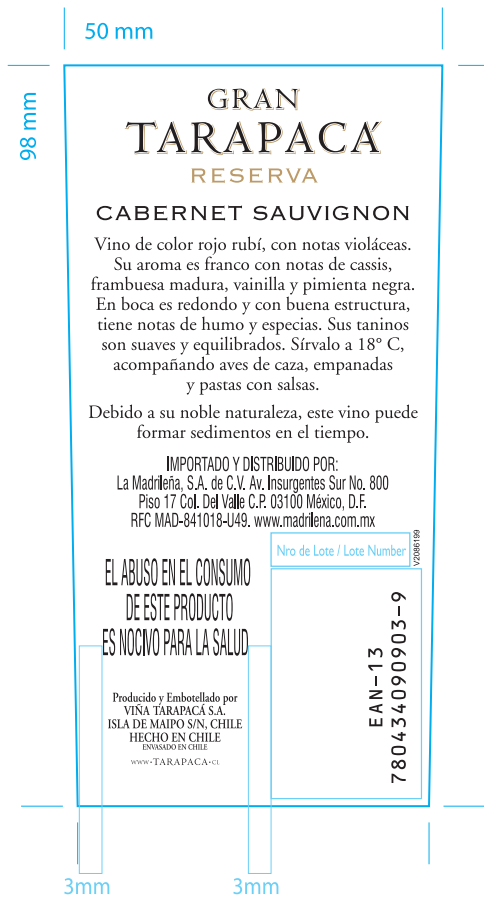 50 mm
98 mm
GRAN
TARAPACÁ
RESERVA
CABERNET SAUVIGNON
Vino de color rojo rubí, con notas violáceas.
Su aroma es franco con notas de cassis,
frambuesa madura, vainilla y pimienta negra.
En boca es redondo y con buena estructura,
tiene notas de humo y especias. Sus taninos
son suaves y equilibrados. Sírvalo a 18° C,
acompañando aves de caza, empanadas
y pastas con salsas.
Debido a su noble naturaleza, este vino puede
formar sedimentos en el tiempo.
IMPORTADO Y DISTRIBUIDO POR:
La Madrileña, S.A. de C.V. Av. Insurgentes Sur No. 800
Piso 17 Col. Del Valle C.P. 03100 México, D.F.
RFC MAD-841018-U49. www.madrilena.com.mx
Nro de Lote / Lote Number
V2086199
EL ABUSO EN EL CONSUMO
DE ESTE PRODUCTO
ES NOCIVO PARA LA SALUD
EAN-13
780434090903-9
Producido y Embotellado por
VIÑA TARAPACÁ S.A.
ISLA DE MAIPO S/N, CHILE
HECHO EN CHILE
ENVASADO EN CHILE
WWW•TARAPACA•CL
3mm
3mm